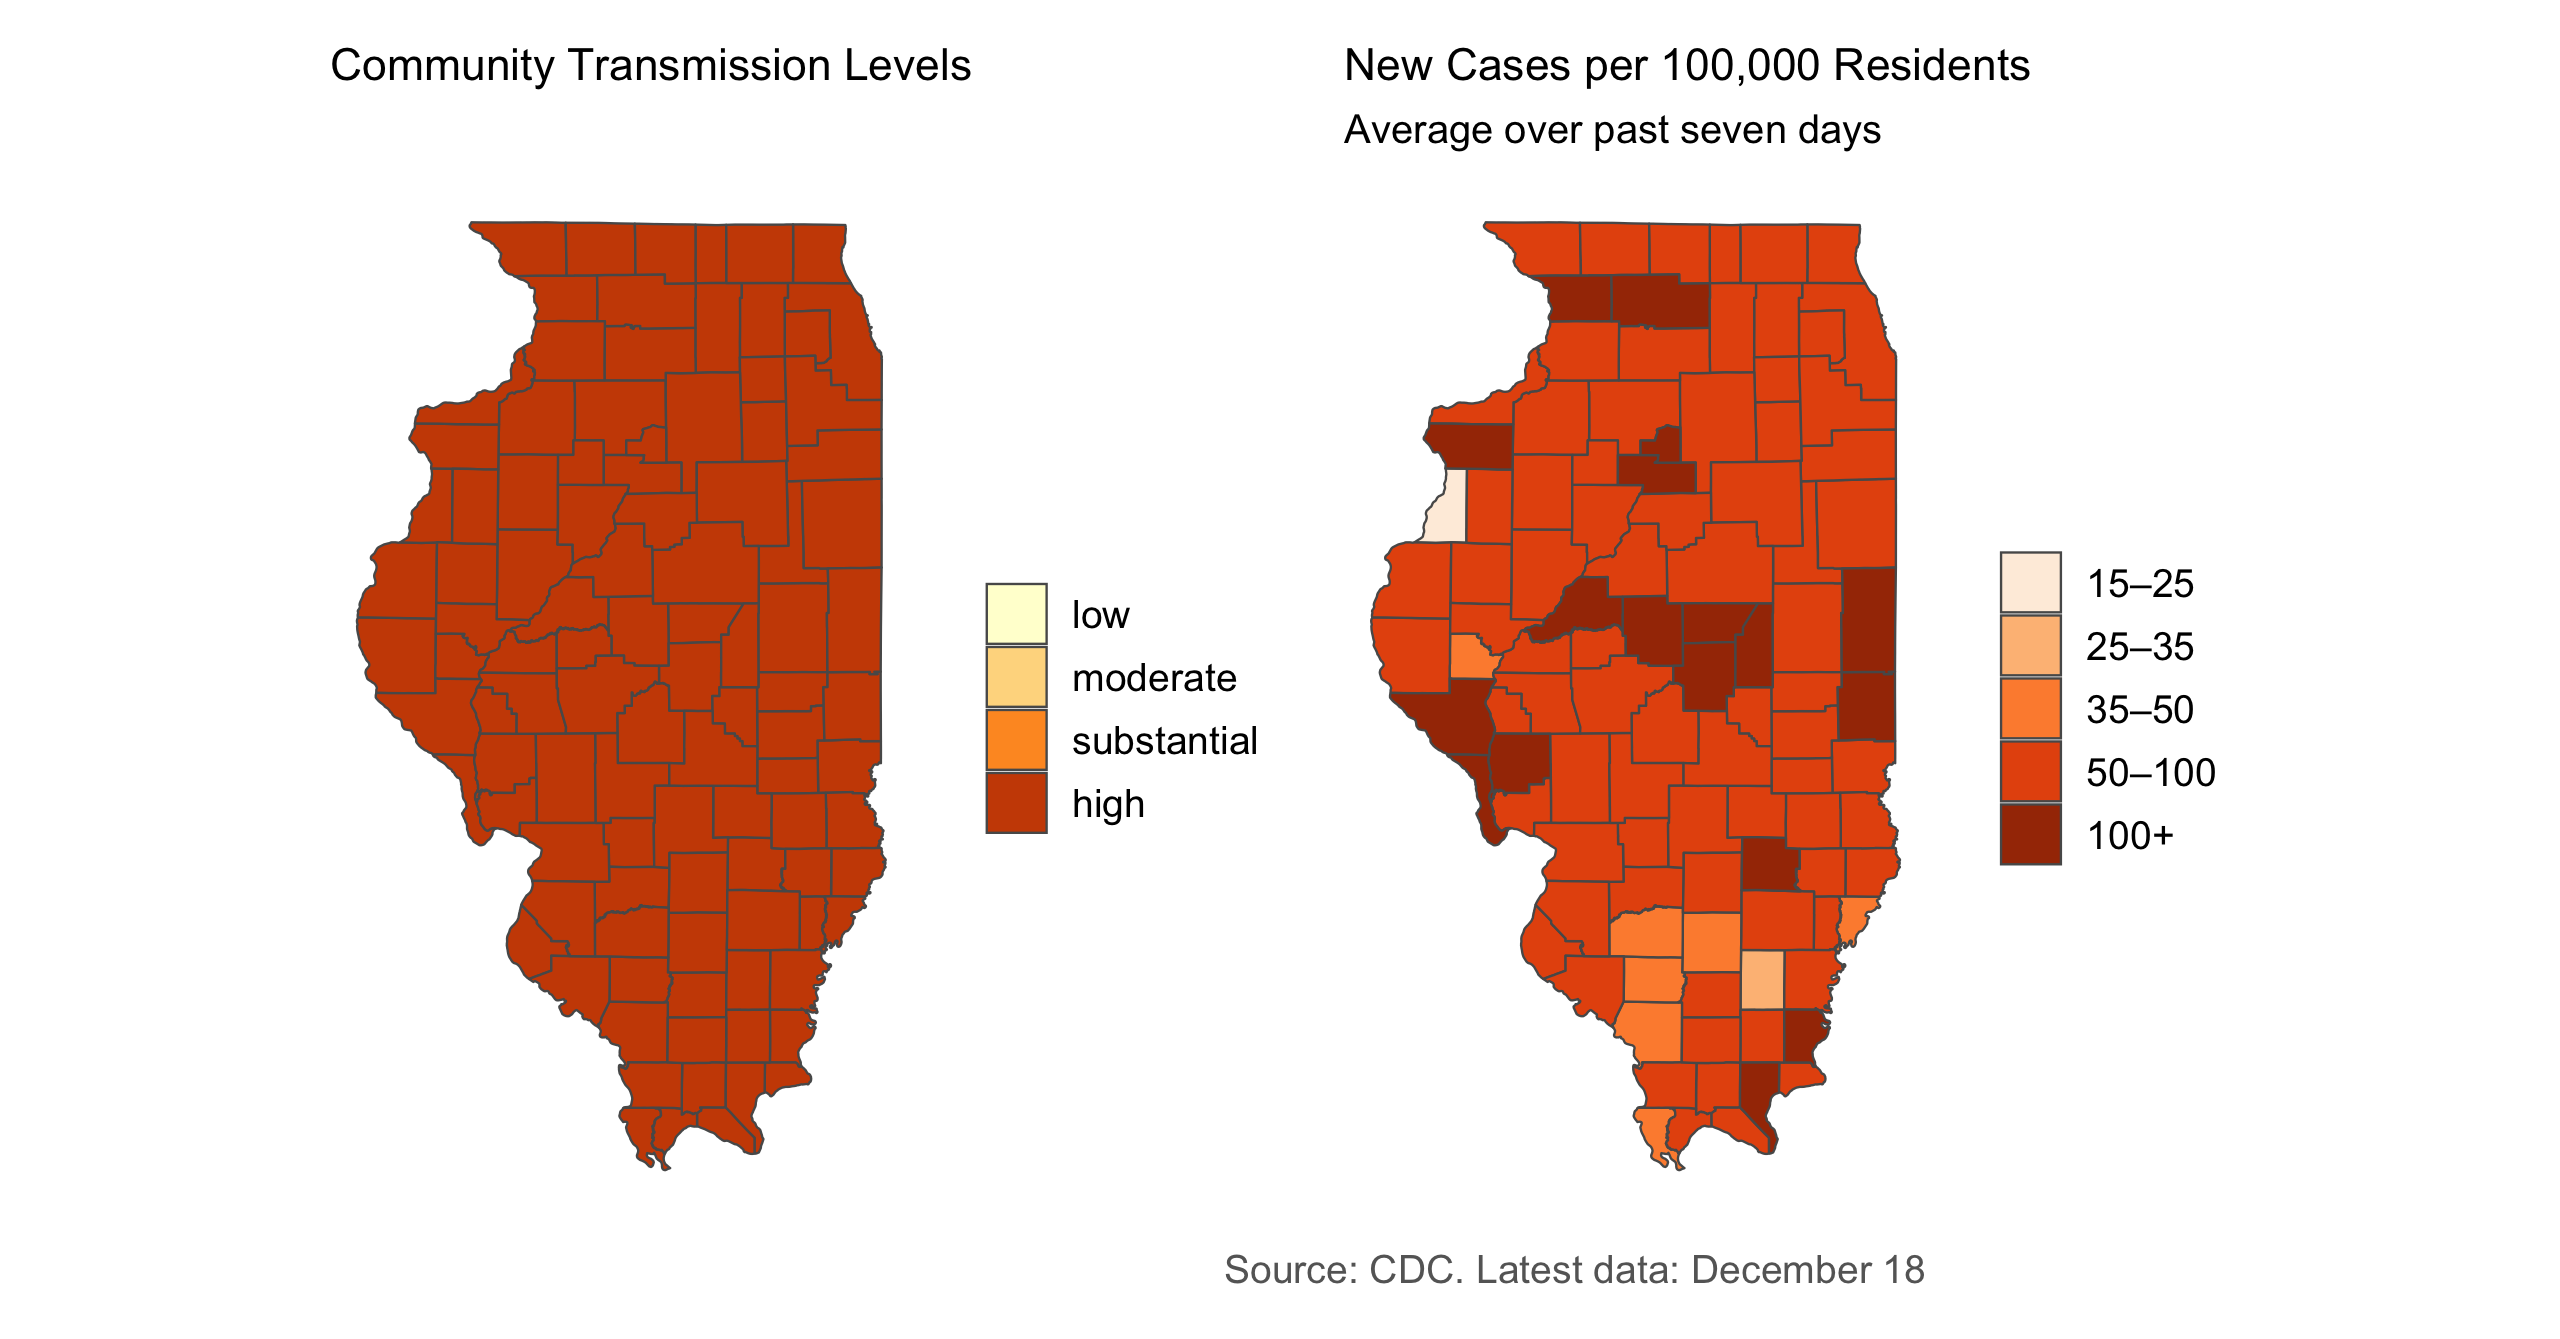 Community Transmission Levels
low
moderate
substantial
high
New Cases per 100,000 Residents
Average over past seven days
15–25
25–35
35–50
50–100
100+
Source: CDC. Latest data: December 18